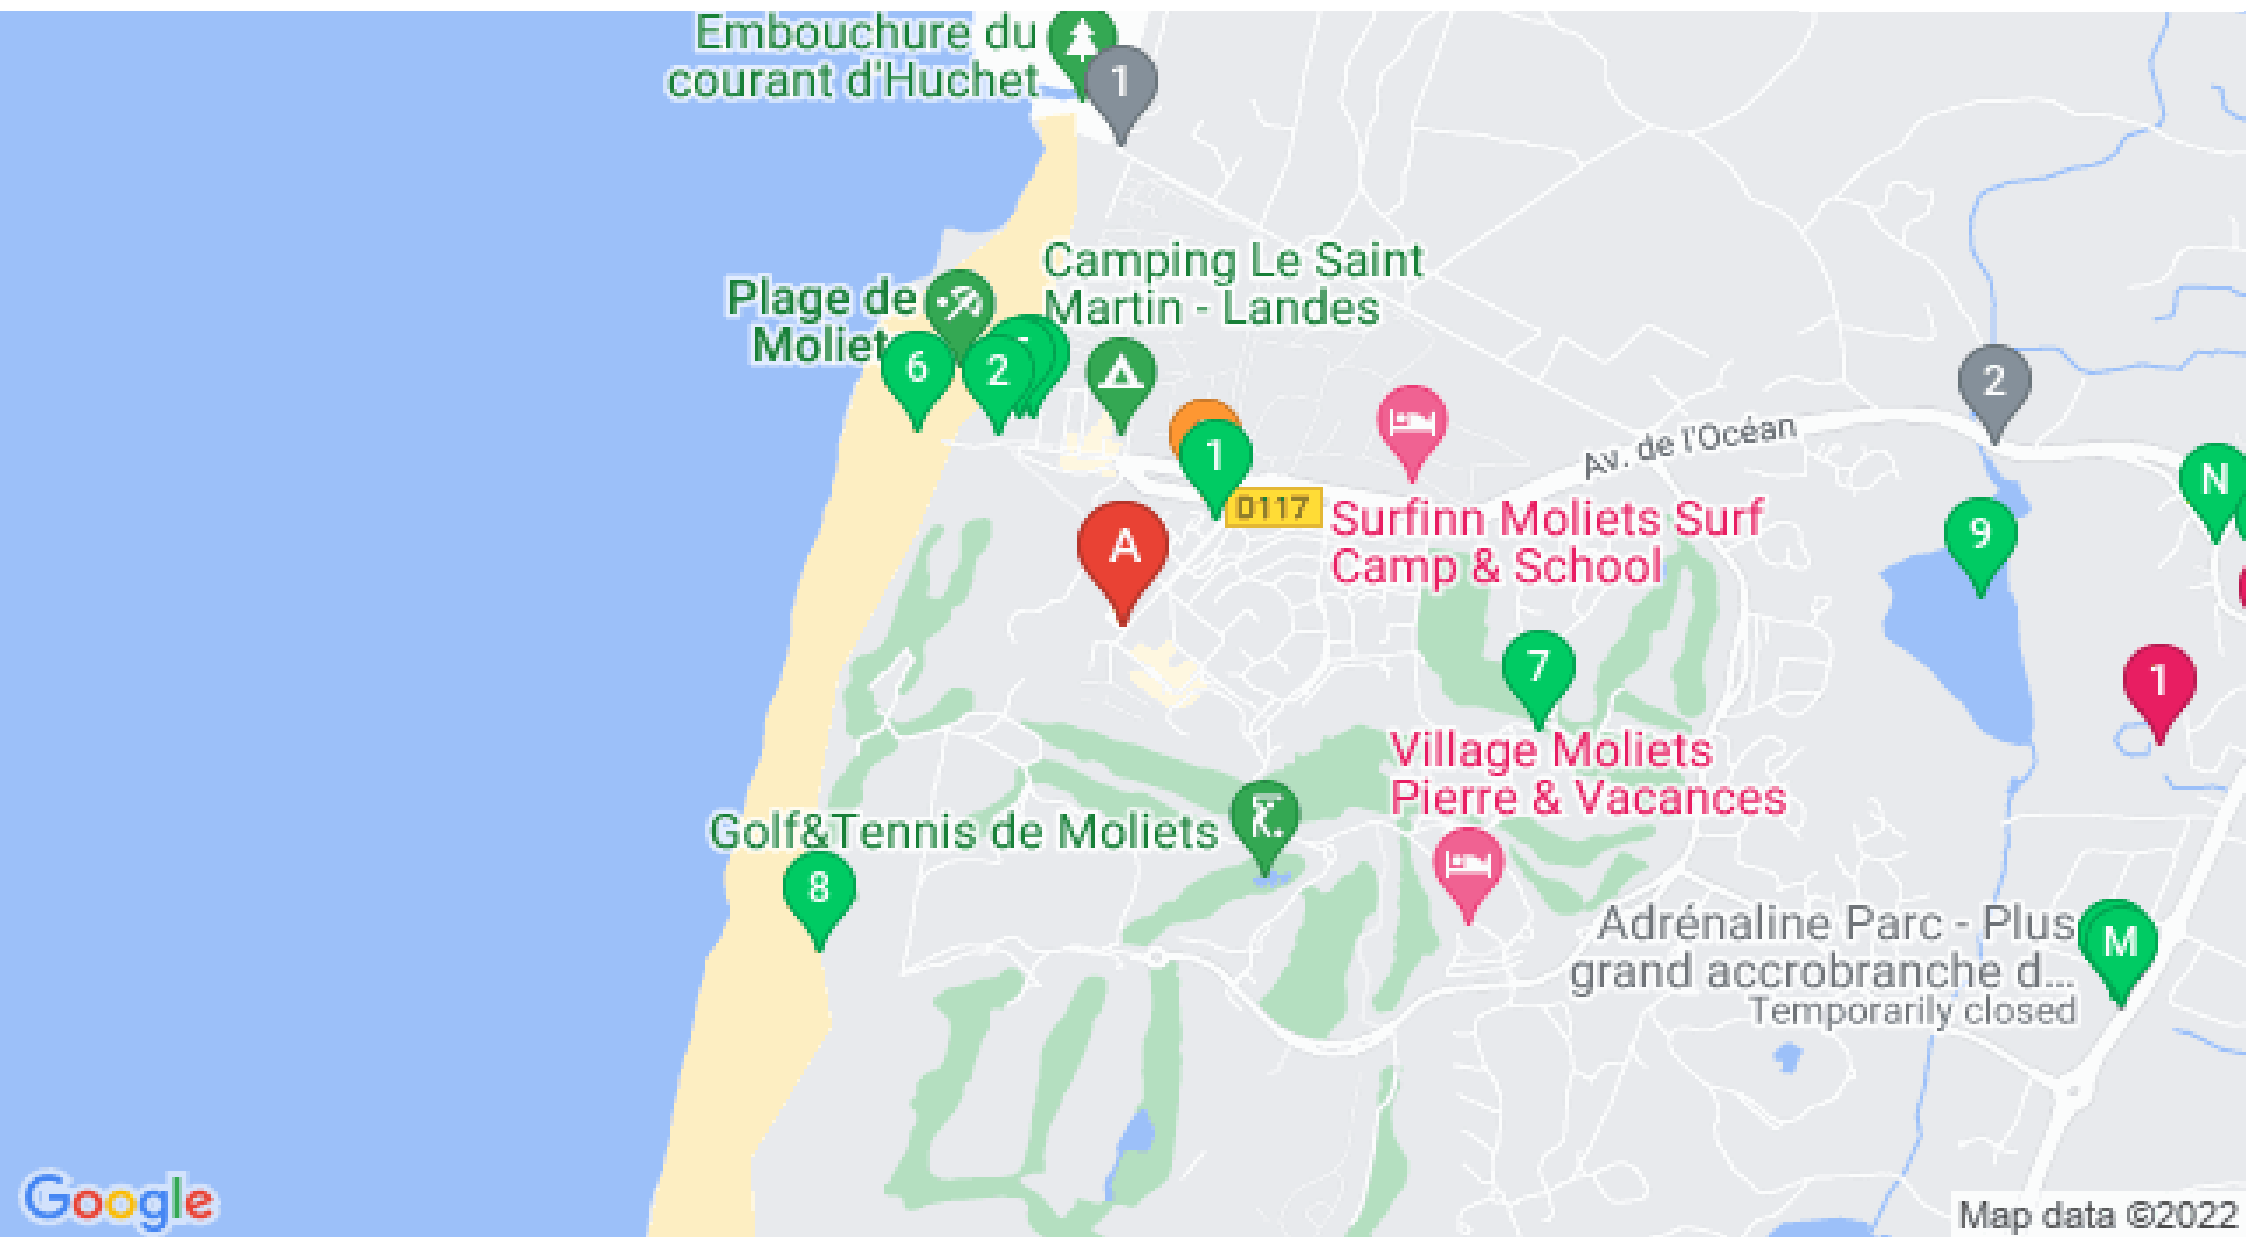 Embouchure du
courant d'Huchet
1
Camping Le Saint
Martin - Landes
Plage de
Moliets
6
2
2
1
Av. de l'Océan
N
D117
A
Surfinn Moliets Surf
Camp & School
9
7
1
Village Moliets
Pierre & Vacances
Golf&Tennis de Moliets
8
Adrénaline Parc - Plus
grand accrobranche d...
Temporarily closed
M
Google
Map data ©2022